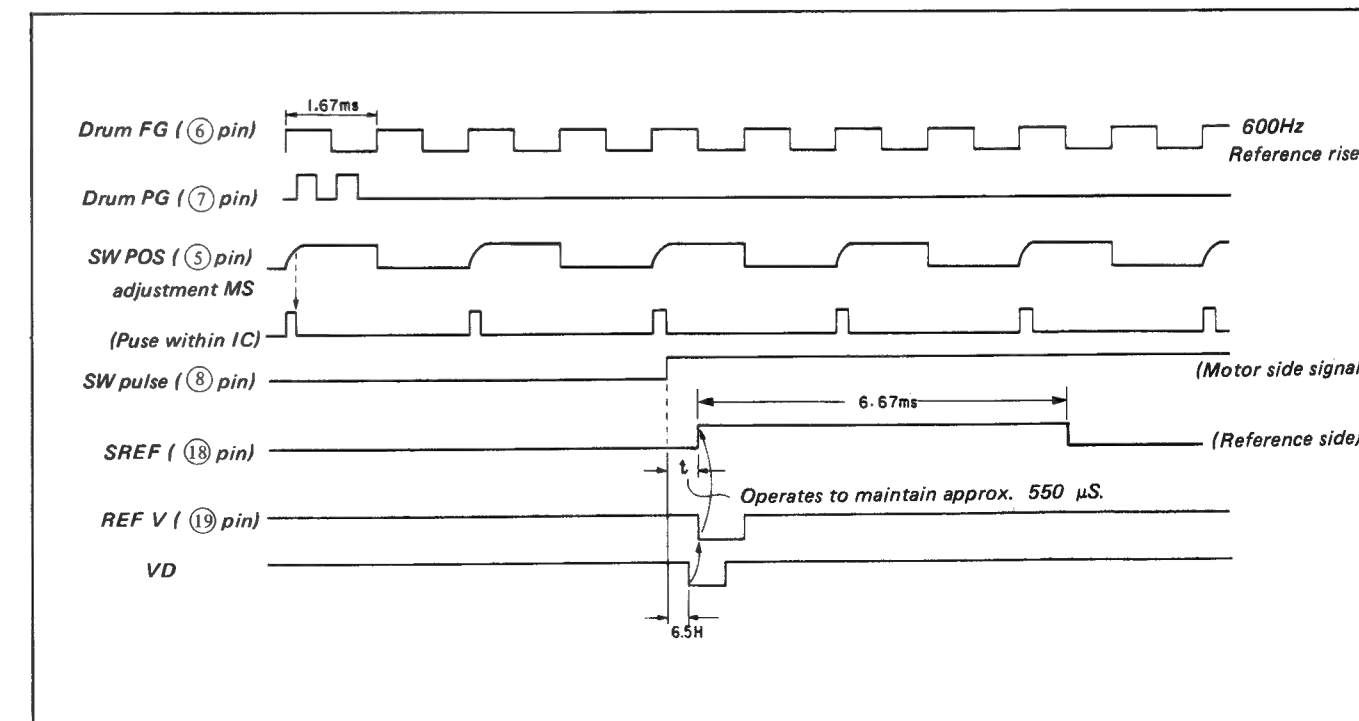 1.67ms
Drum FG ( ⑥ pin)
600Hz
Reference rise
Drum PG ( ⑦ pin)
SW POS ( ⑤ pin)
adjustment MS
(Puse within IC)
SW pulse ( ⑧ pin)
(Motor side signal
6.67ms
SREF ( ⑱ pin)
(Reference side)
t
Operates to maintain approx. 550 μS.
REF V ( ⑲ pin)
VD
6.5H